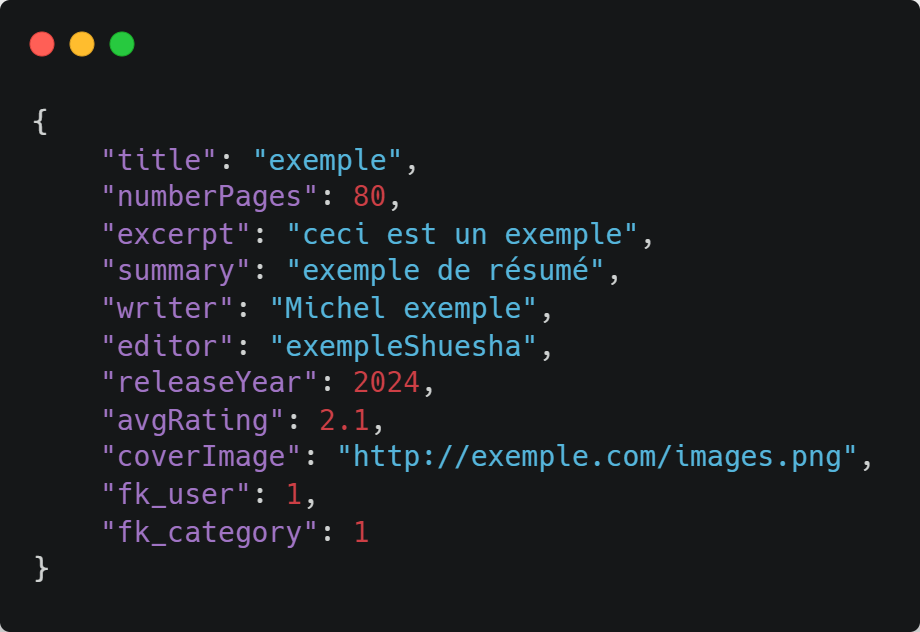 {
    "title": "exemple",
    "numberPages": 80,
    "excerpt": "ceci est un exemple",
    "summary": "exemple de résumé",
    "writer": "Michel exemple",
    "editor": "exempleShuesha",
    "releaseYear": 2024,
    "avgRating": 2.1,
    "coverImage": "http://exemple.com/images.png",
    "fk_user": 1,
    "fk_category": 1
}